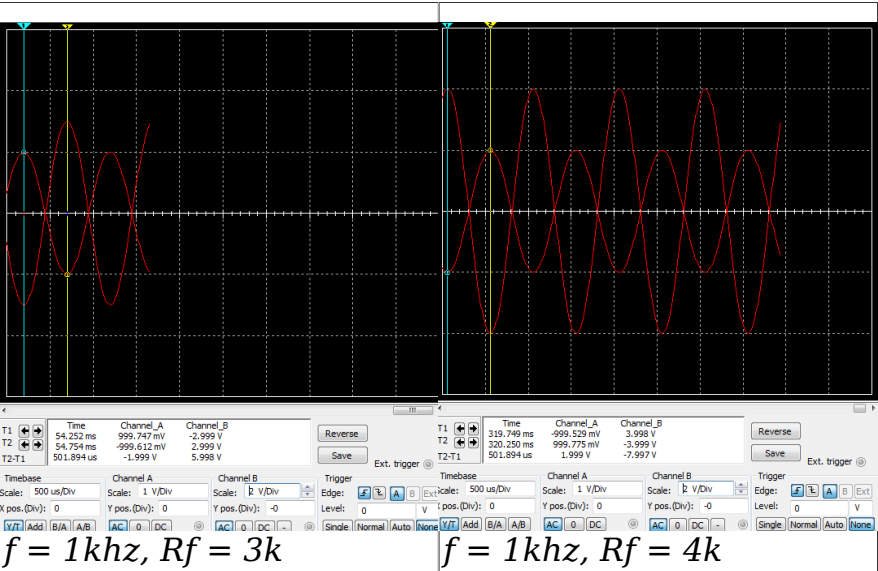 Time Channel_A Channel_B
T1 54.252 ms 999.747 mV -2.999 V
T2 54.754 ms -999.612 mV 2.999 V
T2-T1 501.894 us -1.999 V 5.998 V
Reverse
Save
Ext. trigger
Timebase
Scale: 500 us/Div
X pos.(Div): 0
Y/T Add B/A A/B
Channel A
Scale: 1 V/Div
Y pos.(Div): 0
AC 0 DC
Channel B
Scale: 2 V/Div
Y pos.(Div): -0
AC 0 DC -
Trigger
Edge: A B Ext
Level: 0 V
Single Normal Auto None
f = 1khz, Rf = 3k
Time Channel_A Channel_B
T1 319.749 ms -999.529 mV 3.998 V
T2 320.250 ms 999.775 mV -3.999 V
T2-T1 501.894 us 1.999 V -7.997 V
Reverse
Save
Ext. trigger
Timebase
Scale: 500 us/Div
X pos.(Div): 0
Y/T Add B/A A/B
Channel A
Scale: 1 V/Div
Y pos.(Div): 0
AC 0 DC
Channel B
Scale: 2 V/Div
Y pos.(Div): -0
AC 0 DC -
Trigger
Edge: A B Ext
Level: 0 V
Single Normal Auto None
f = 1khz, Rf = 4k